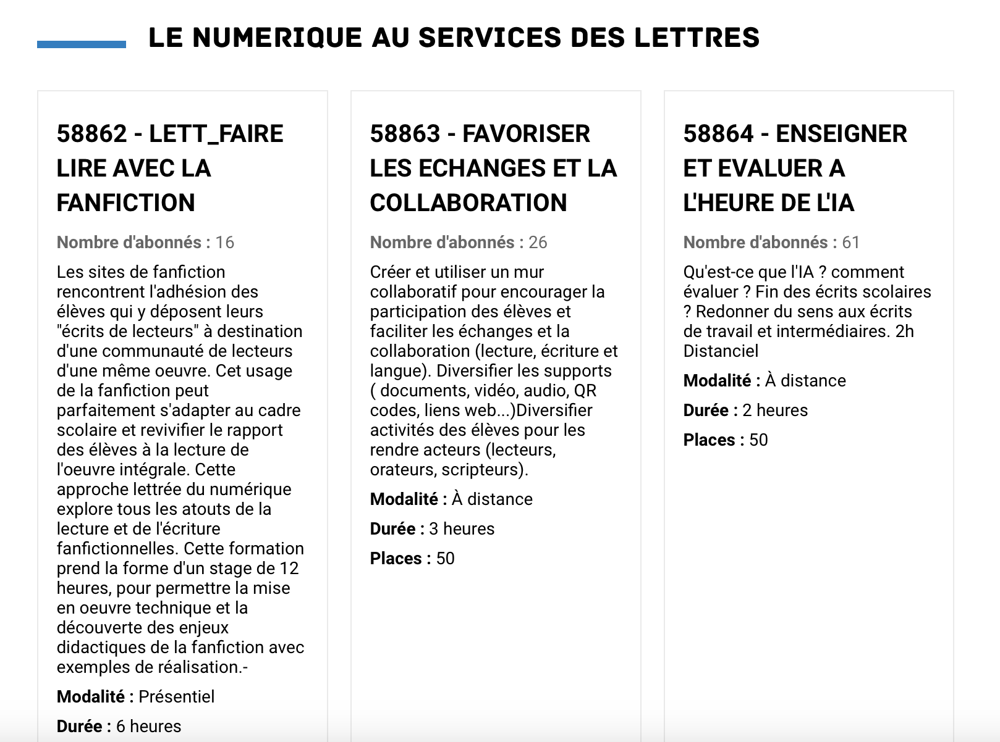 LE NUMERIQUE AU SERVICES DES LETTRES
58862 - LETT_FAIRE
LIRE AVEC LA
FANFICTION
Nombre d'abonnés : 16
Les sites de fanfiction
rencontrent l'adhésion des
élèves qui y déposent leurs
"écrits de lecteurs" à destination
d'une communauté de lecteurs
d'une même oeuvre. Cet usage
de la fanfiction peut
parfaitement s'adapter au cadre
scolaire et revivifier le rapport
des élèves à la lecture de
l'oeuvre intégrale. Cette
approche lettrée du numérique
explore tous les atouts de la
lecture et de l'écriture
fanfictionnelles. Cette formation
prend la forme d'un stage de 12
heures, pour permettre la mise
en oeuvre technique et la
découverte des enjeux
didactiques de la fanfiction avec
exemples de réalisation.-
Modalité : Présentiel
Durée : 6 heures
58863 - FAVORISER
LES ECHANGES ET LA
COLLABORATION
Nombre d'abonnés : 26
Créer et utiliser un mur
collaboratif pour encourager la
participation des élèves et
faciliter les échanges et la
collaboration (lecture, écriture et
langue). Diversifier les supports
( documents, vidéo, audio, QR
codes, liens web...)Diversifier
activités des élèves pour les
rendre acteurs (lecteurs,
orateurs, scripteurs).
Modalité : À distance
Durée : 3 heures
Places : 50
58864 - ENSEIGNER
ET EVALUER A
L'HEURE DE L'IA
Nombre d'abonnés : 61
Qu'est-ce que l'IA ? comment
évaluer ? Fin des écrits scolaires
? Redonner du sens aux écrits
de travail et intermédiaires. 2h
Distanciel
Modalité : À distance
Durée : 2 heures
Places : 50